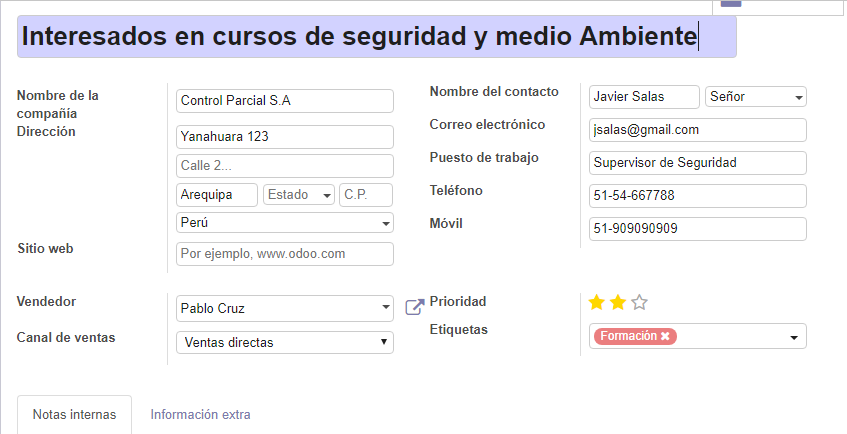 Interesados en cursos de seguridad y medio Ambiente
Nombre de la
compañía
Control Parcial S.A
Dirección
Yanahuara 123
Calle 2...
Arequipa Estado C.P.
Perú
Sitio web
Por ejemplo, www.odoo.com
Nombre del contacto
Javier Salas Señor
Correo electrónico
jsalas@gmail.com
Puesto de trabajo
Supervisor de Seguridad
Teléfono
51-54-667788
Móvil
51-909090909
Vendedor
Pablo Cruz
Canal de ventas
Ventas directas
Prioridad
Etiquetas
Formación
Notas internas Información extra